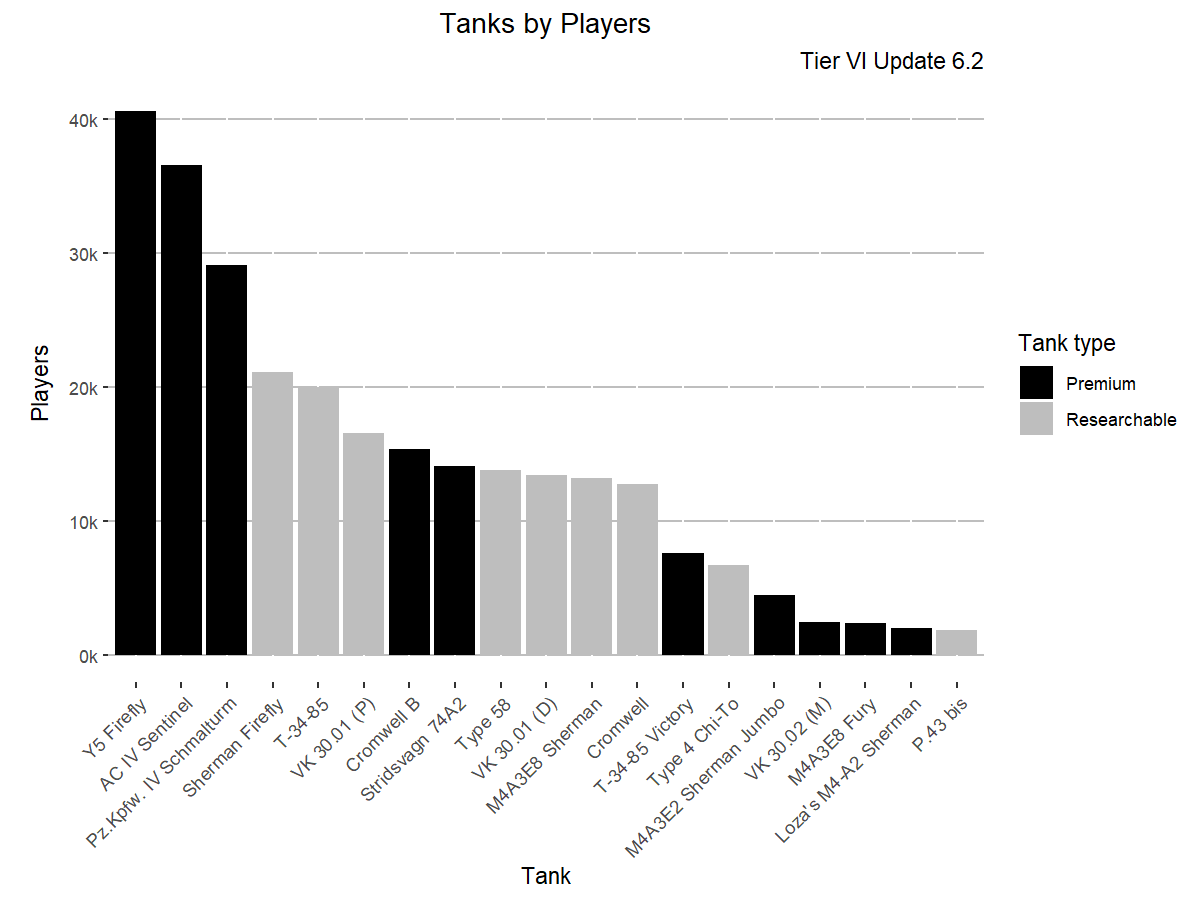 Tanks by Players
Tier VI Update 6.2
Players
40k
30k
20k
10k
0k
Y5 Firefly
AC IV Sentinel
Pz.Kpfw. IV Schmalturm
Sherman Firefly
T-34-85
VK 30.01 (P)
Cromwell B
Stridsvagn 74A2
Type 58
VK 30.01 (D)
M4A3E8 Sherman
Cromwell
T-34-85 Victory
Type 4 Chi-To
M4A3E2 Sherman Jumbo
VK 30.02 (M)
M4A3E8 Fury
Loza's M4-A2 Sherman
P.43 bis
Tank
Tank type
Premium
Researchable